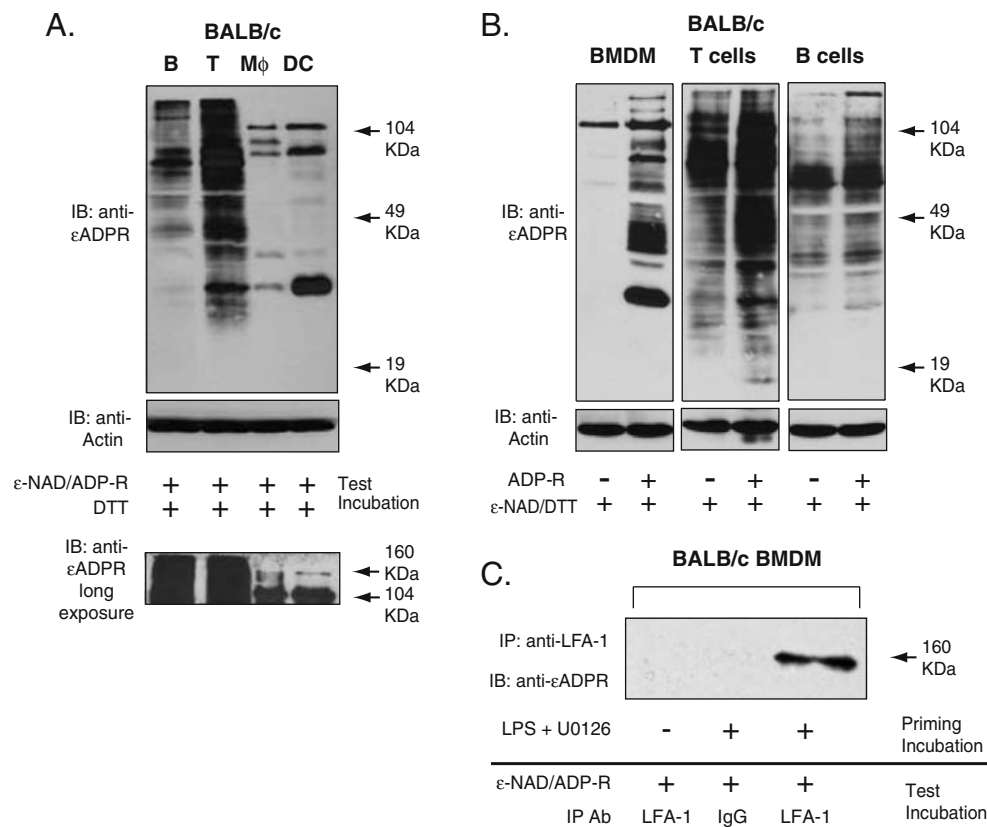 A.
BALB/c
B T Mϕ DC
104
KDa
IB: anti-
εADPR
49
KDa
19
KDa
IB: anti-
Actin
ε-NAD/ADP-R + + + + Test
DTT + + + + Incubation
IB: anti-
εADPR
long
exposure
160
KDa
104
KDa
B.
BALB/c
BMDM T cells B cells
104
KDa
IB: anti-
εADPR
49
KDa
19
KDa
IB: anti-
Actin
ADP-R - + - + - +
ε-NAD/DTT + + + + + +
C.
BALB/c BMDM
IP: anti-LFA-1
IB: anti-εADPR
160
KDa
LPS + U0126 - + + Priming
Incubation
ε-NAD/ADP-R + + + Test
IP Ab LFA-1 IgG LFA-1 Incubation